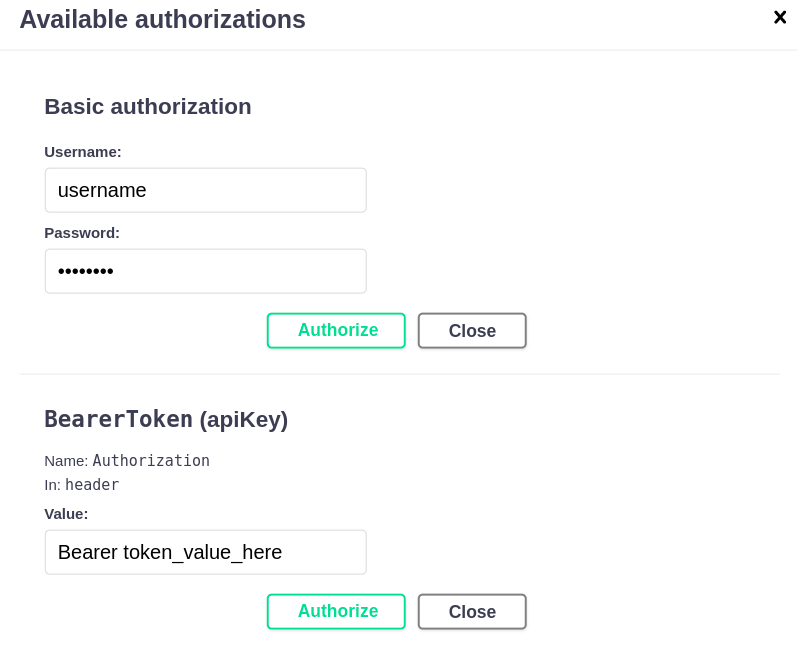 Available authorizations
Basic authorization
Username:
username
Password:
••••••••
Authorize
Close
BearerToken (apiKey)
Name: Authorization
In: header
Value:
Bearer token_value_here
Authorize
Close